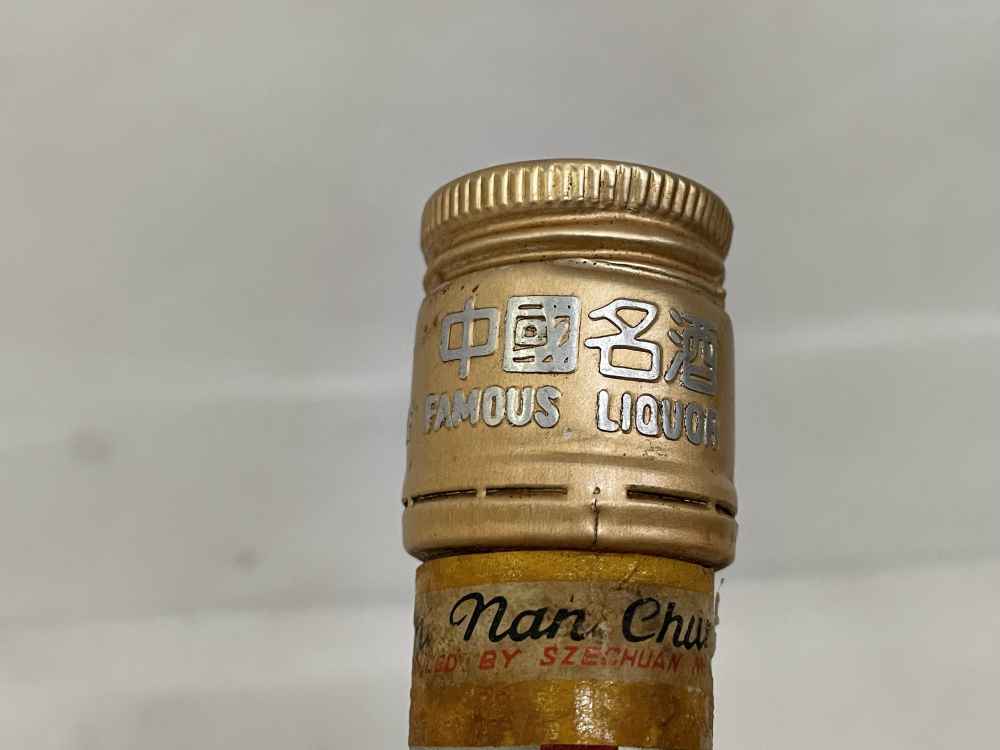 中國名酒
FAMOUS LIQUOR
Nan Chu
BY SZECHUAN